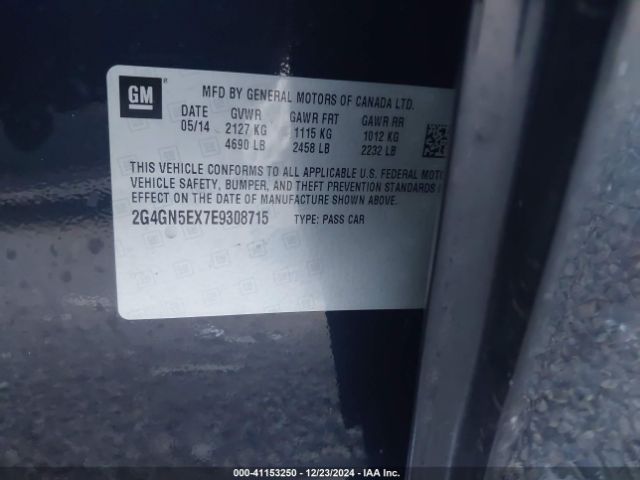 GM
MFD BY GENERAL MOTORS OF CANADA LTD.
DATE GVWR GAWR FRT GAWR RR
05/14 2127 KG 1115 KG 1012 KG
4690 LB 2458 LB 2232 LB
THIS VEHICLE CONFORMS TO ALL APPLICABLE U.S. FEDERAL
VEHICLE SAFETY, BUMPER, AND THEFT PREVENTION STANDARDS
EFFECT ON THE DATE OF MANUFACTURE SHOWN ABOVE.
2G4GN5EX7E9308715 TYPE: PASS CAR
000-41153250 - 12/23/2024 - IAA Inc.